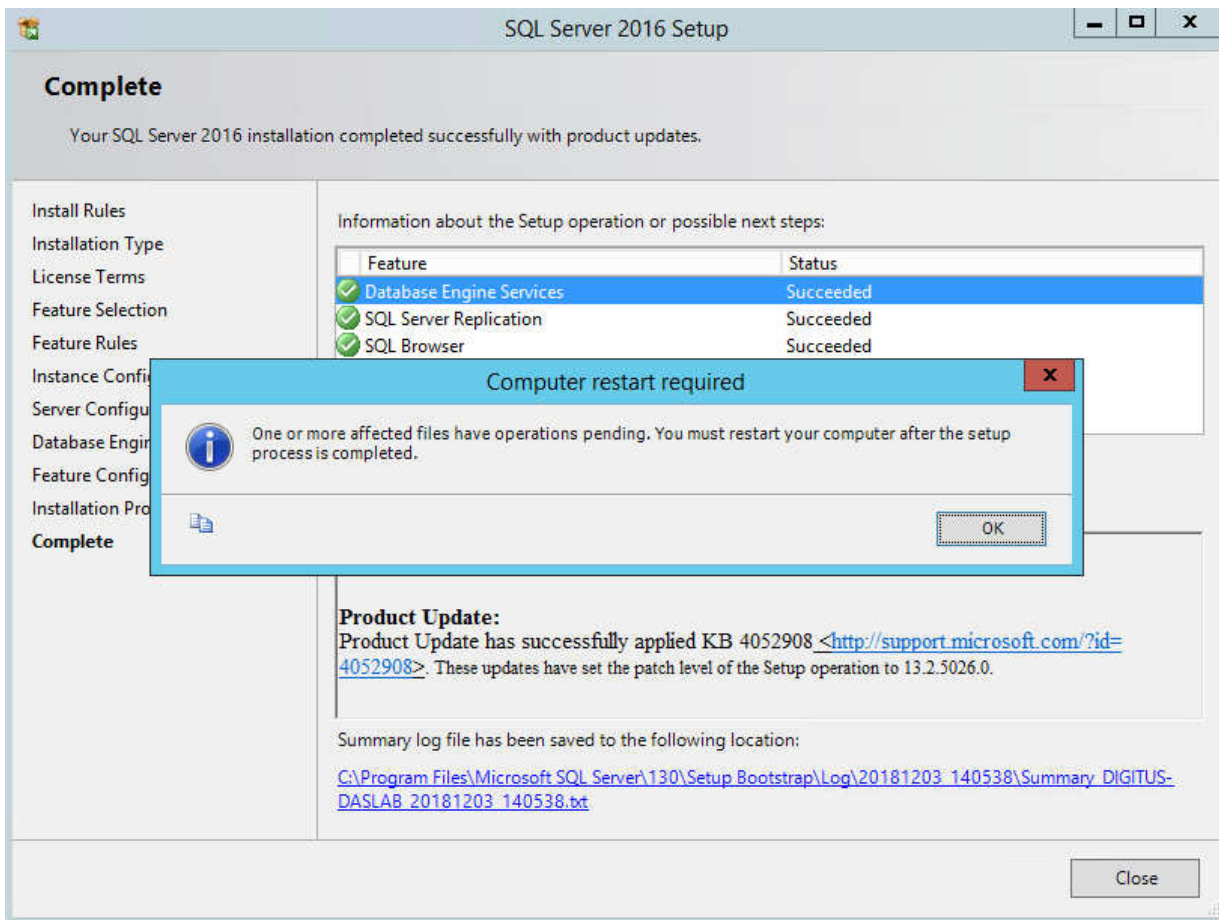 SQL Server 2016 Setup
Complete
Your SQL Server 2016 installation completed successfully with product updates.
Install Rules
Installation Type
License Terms
Feature Selection
Feature Rules
Instance Config
Server Configu
Database Engin
Feature Config
Installation Pro
Complete
Information about the Setup operation or possible next steps:
Feature Status
Database Engine Services Succeeded
SQL Server Replication Succeeded
SQL Browser Succeeded
Computer restart required
One or more affected files have operations pending. You must restart your computer after the setup
process is completed.
OK
Product Update:
Product Update has successfully applied KB 4052908 <http://support.microsoft.com/?id=
4052908>. These updates have set the patch level of the Setup operation to 13.2.5026.0.
Summary log file has been saved to the following location:
C:\Program Files\Microsoft SQL Server\130\Setup Bootstrap\Log\20181203_140538\Summary_DIGITUS-
DASLAB_20181203_140538.txt
Close